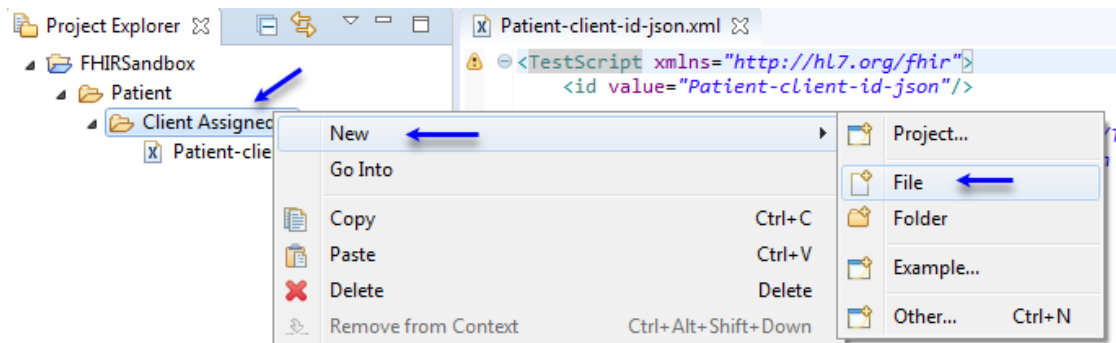 Project Explorer
Patient-client-id-json.xml
FHIRSandbox
<TestScript xmlns="http://hl7.org/fhir">
Patient
<id value="Patient-client-id-json"/>
Client Assigned
Patient-clie
New
Project...
Go Into
File
Copy Ctrl+C
Folder
Paste Ctrl+V
Example...
Delete Delete
Other... Ctrl+N
Remove from Context Ctrl+Alt+Shift+Down